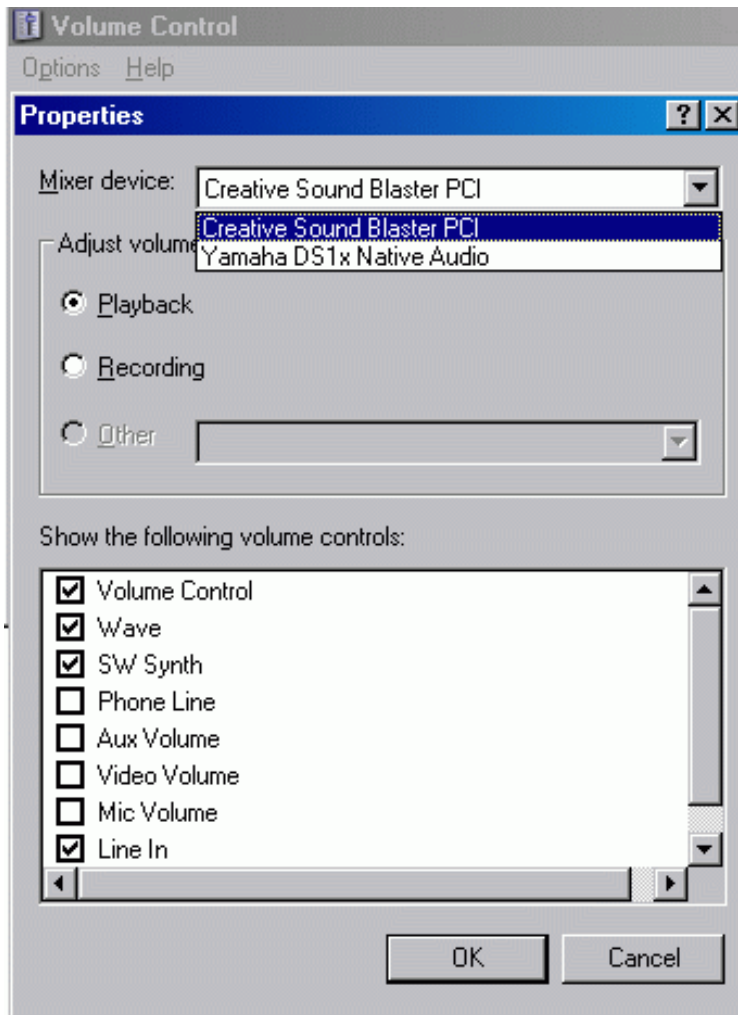 Volume Control
Options Help
Properties
Mixer device: Creative Sound Blaster PCI
Creative Sound Blaster PCI
Adjust volume
Yamaha DS1x Native Audio
Playback
Recording
Other
Show the following volume controls:
Volume Control
Wave
SW Synth
Phone Line
Aux Volume
Video Volume
Mic Volume
Line In
OK Cancel